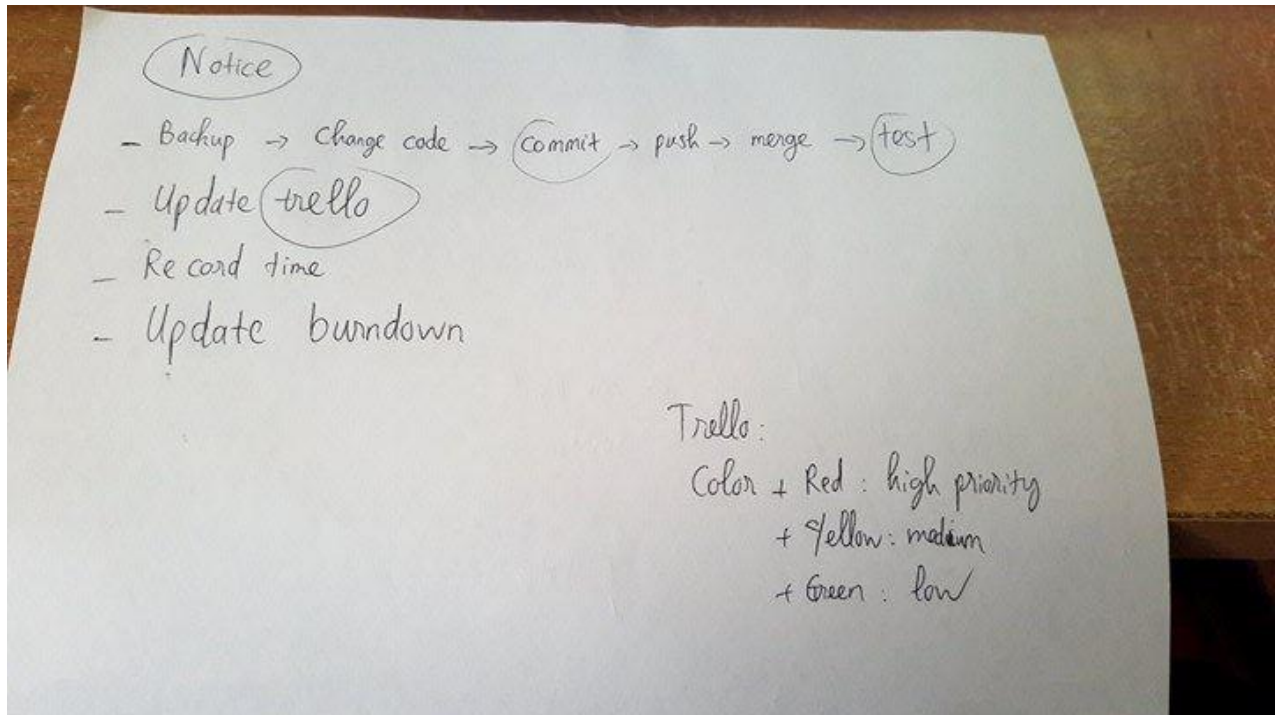 Notice
- Backup → Change code → commit → push → merge → test
- Update trello
- Record time
- Update burndown
Trello:
Color + Red : high priority
+ Yellow : medium
+ Green : low